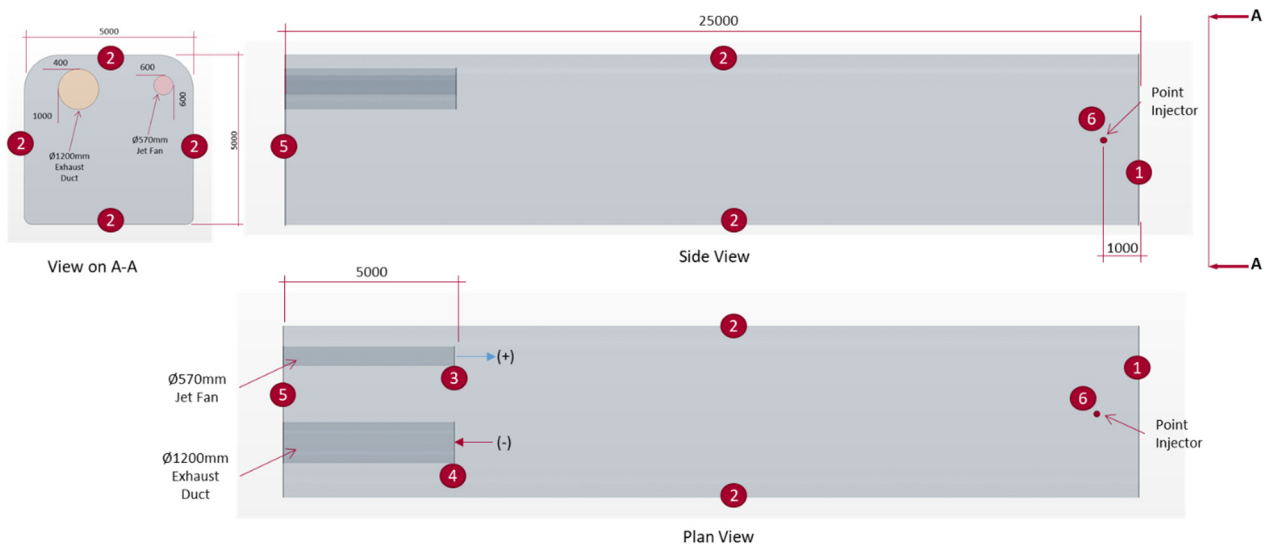 5000
2
400
600
1000
600
5000
2
2
Ø570mm
Jet Fan
Ø1200mm
Exhaust
Duct
2
View on A-A
25000
A
2
Point
Injector
6
5
1
2
1000
Side View
A
5000
2
Ø570mm
Jet Fan
(+)
3
1
5
6
Point
Injector
(-)
Ø1200mm
Exhaust
Duct
4
2
Plan View